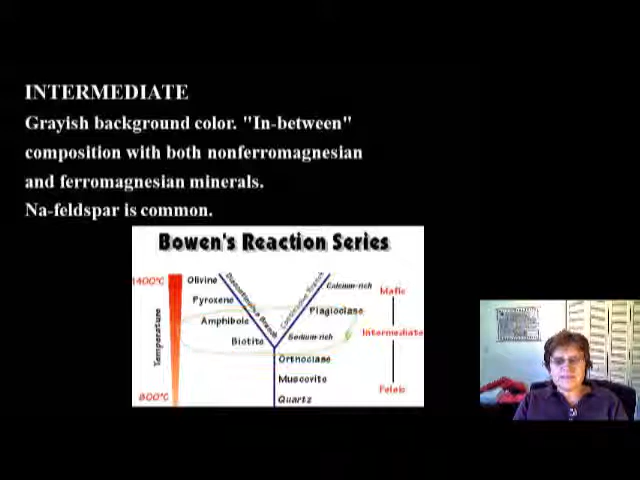 INTERMEDIATE
Grayish background color. "In-between"
composition with both nonferromagnesian
and ferromagnesian minerals.
Na-feldspar is common.
Bowen's Reaction Series
1400°C
Olivine
Discontinuous Branch
Continuous Branch
Calcium-rich
Mafic
Pyroxene
Plagioclase
Temperature
Amphibole
Intermediate
Biotite
Sodium-rich
Orthoclase
Muscovite
Felsic
800°C
Quartz